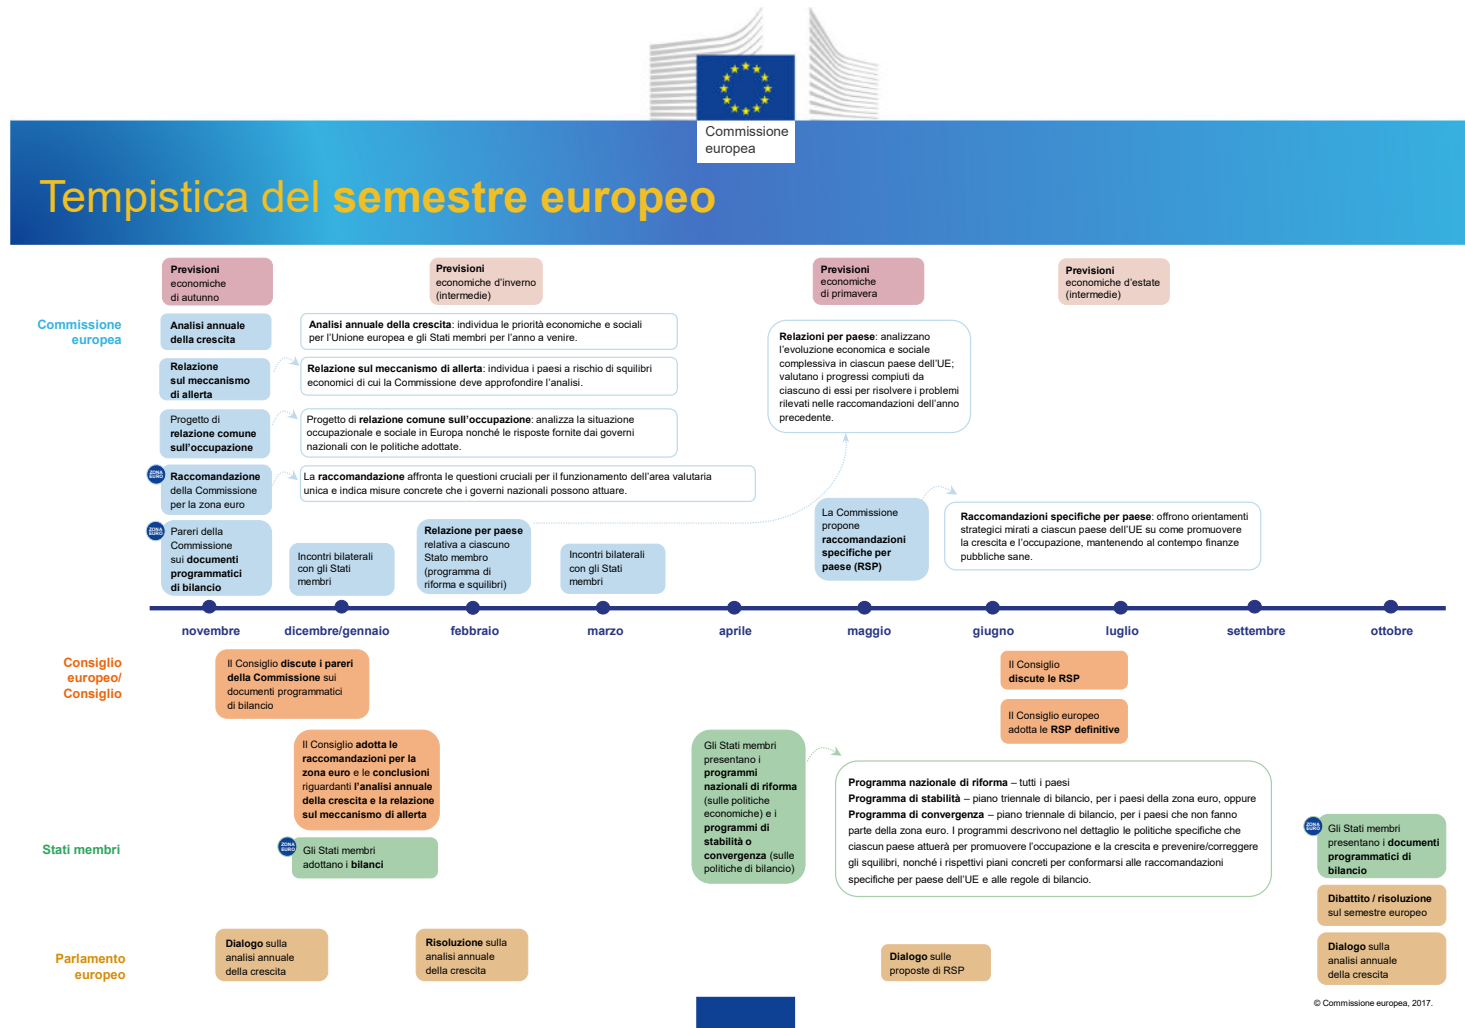 Commissione
europea
Tempistica del semestre europeo
Previsioni
economiche
di autunno
Previsioni
economiche d'inverno
(intermedie)
Previsioni
economiche
di primavera
Previsioni
economiche d'estate
(intermedie)
Commissione
europea
Analisi annuale
della crescita
Analisi annuale della crescita: individua le priorità economiche e sociali
per l'Unione europea e gli Stati membri per l'anno a venire.
Relazione
sul meccanismo
di allerta
Relazione sul meccanismo di allerta: individua i paesi a rischio di squilibri
economici di cui la Commissione deve approfondire l'analisi.
Progetto di
relazione comune
sull'occupazione
Progetto di relazione comune sull'occupazione: analizza la situazione
occupazionale e sociale in Europa nonché le risposte fornite dai governi
nazionali con le politiche adottate.
ZONA
EURO
Raccomandazione
della Commissione
per la zona euro
La raccomandazione affronta le questioni cruciali per il funzionamento dell'area valutaria
unica e indica misure concrete che i governi nazionali possono attuare.
ZONA
EURO
Pareri della
Commissione
sui documenti
programmatici
di bilancio
Incontri bilaterali
con gli Stati
membri
Relazione per paese
relativa a ciascuno
Stato membro
(programma di
riforma e squilibri)
Incontri bilaterali
con gli Stati
membri
Relazioni per paese: analizzano
l'evoluzione economica e sociale
complessiva in ciascun paese dell'UE;
valutano i progressi compiuti da
ciascuno di essi per risolvere i problemi
rilevati nelle raccomandazioni dell'anno
precedente.
La Commissione
propone
raccomandazioni
specifiche per
paese (RSP)
Raccomandazioni specifiche per paese: offrono orientamenti
strategici mirati a ciascun paese dell'UE su come promuovere
la crescita e l'occupazione, mantenendo al contempo finanze
pubbliche sane.
novembre
dicembre/gennaio
febbraio
marzo
aprile
maggio
giugno
luglio
settembre
ottobre
Consiglio
europeo/
Consiglio
Il Consiglio discute i pareri
della Commissione sui
documenti programmatici
di bilancio
Il Consiglio adotta le
raccomandazioni per la
zona euro e le conclusioni
riguardanti l'analisi annuale
della crescita e la relazione
sul meccanismo di allerta
Il Consiglio
discute le RSP
Il Consiglio europeo
adotta le RSP definitive
Stati membri
ZONA
EURO
Gli Stati membri
adottano i bilanci
Gli Stati membri
presentano i
programmi
nazionali di riforma
(sulle politiche
economiche) e i
programmi di
stabilità o
convergenza (sulle
politiche di bilancio)
Programma nazionale di riforma – tutti i paesi
Programma di stabilità – piano triennale di bilancio, per i paesi della zona euro, oppure
Programma di convergenza – piano triennale di bilancio, per i paesi che non fanno
parte della zona euro. I programmi descrivono nel dettaglio le politiche specifiche che
ciascun paese attuerà per promuovere l'occupazione e la crescita e prevenire/correggere
gli squilibri, nonché i rispettivi piani concreti per conformarsi alle raccomandazioni
specifiche per paese dell'UE e alle regole di bilancio.
ZONA
EURO
Gli Stati membri
presentano i documenti
programmatici di
bilancio
Parlamento
europeo
Dialogo sulla
analisi annuale
della crescita
Risoluzione sulla
analisi annuale
della crescita
Dialogo sulle
proposte di RSP
Dibattito / risoluzione
sul semestre europeo
Dialogo sulla
analisi annuale
della crescita
© Commissione europea, 2017.